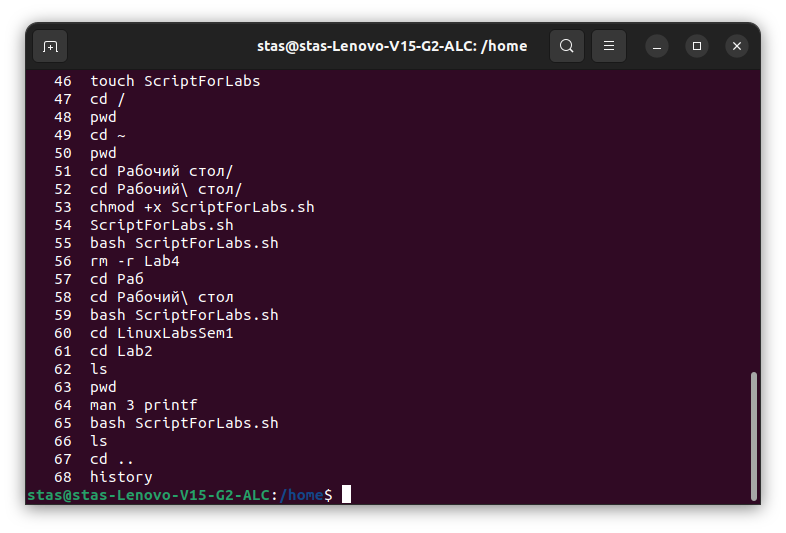 stas@stas-Lenovo-V15-G2-ALC: /home
46 touch ScriptForLabs
47 cd /
48 pwd
49 cd ~
50 pwd
51 cd Рабочий стол/
52 cd Рабочий\ стол/
53 chmod +x ScriptForLabs.sh
54 ScriptForLabs.sh
55 bash ScriptForLabs.sh
56 rm -r Lab4
57 cd Раб
58 cd Рабочий\ стол
59 bash ScriptForLabs.sh
60 cd LinuxLabsSem1
61 cd Lab2
62 ls
63 pwd
64 man 3 printf
65 bash ScriptForLabs.sh
66 ls
67 cd ..
68 history
stas@stas-Lenovo-V15-G2-ALC:/home$